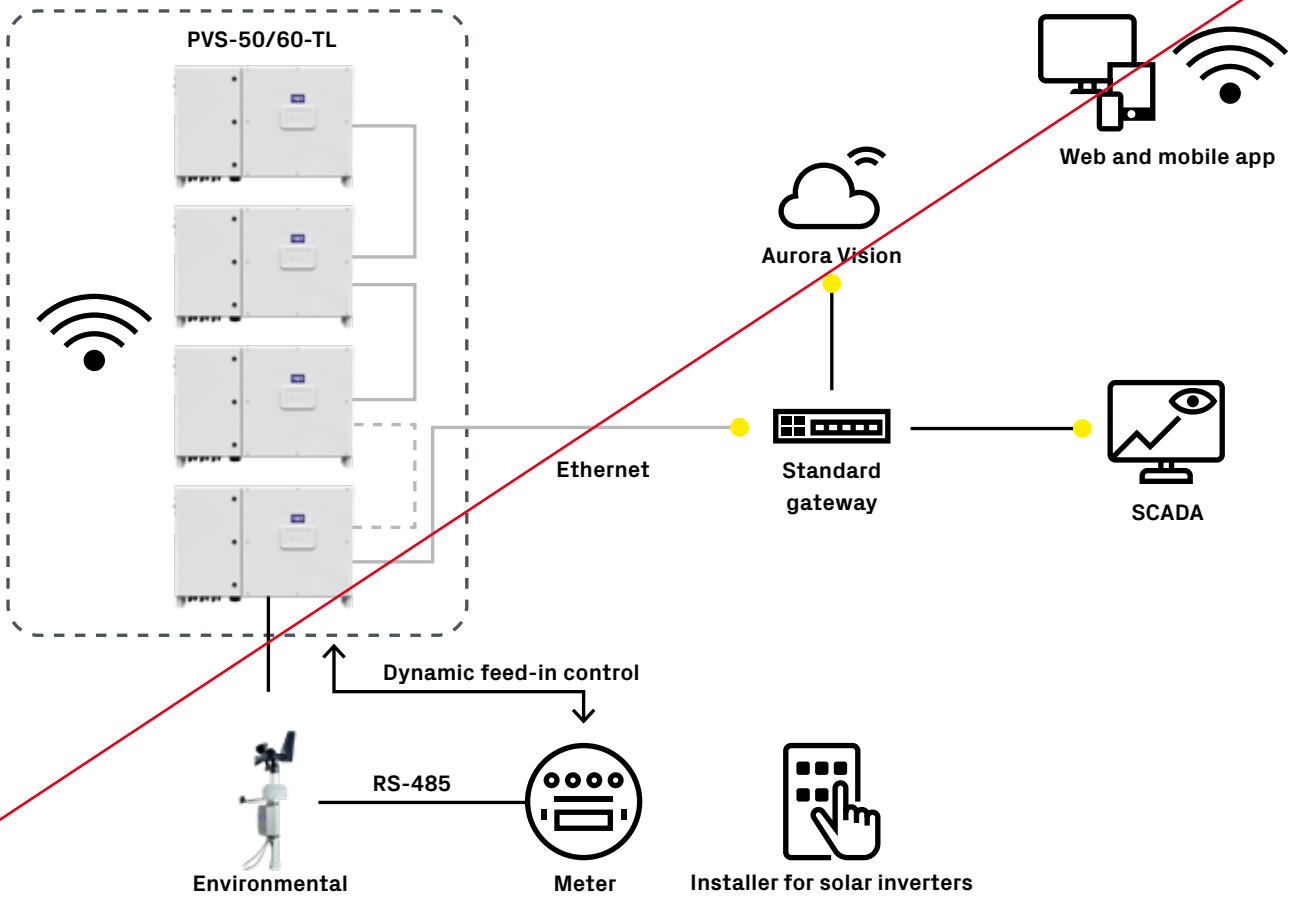 PVS-50/60-TL
Web and mobile app
Aurora Vision
Ethernet
Standard
gateway
SCADA
Dynamic feed-in control
RS-485
Environmental
Meter
Installer for solar inverters